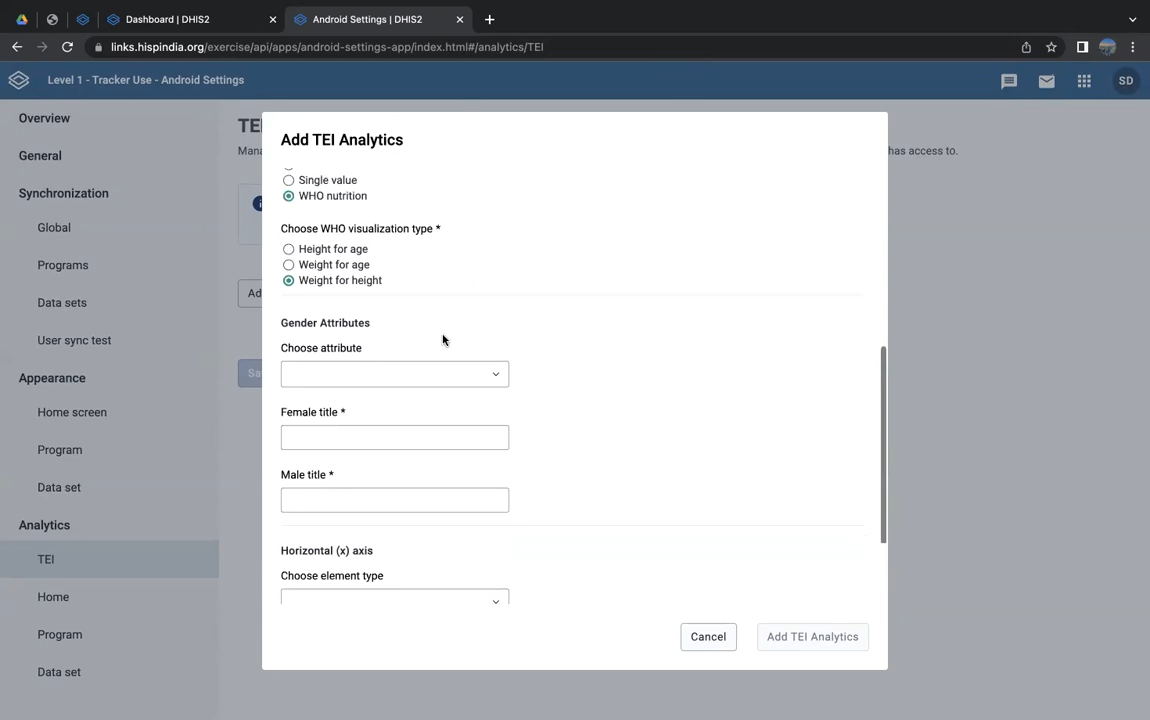 Dashboard | DHIS2
Android Settings | DHIS2
links.hispindia.org/exercise/api/apps/android-settings-app/index.html#/analytics/TEI
Level 1 - Tracker Use - Android Settings
SD
Overview
General
Synchronization
Global
Programs
Data sets
User sync test
Appearance
Home screen
Program
Data set
Analytics
TEI
Home
Program
Data set
TEI
Mana
has access to.
Ad
Sa
Add TEI Analytics
Single value
WHO nutrition
Choose WHO visualization type *
Height for age
Weight for age
Weight for height
Gender Attributes
Choose attribute
Female title *
Male title *
Horizontal (x) axis
Choose element type
Cancel
Add TEI Analytics